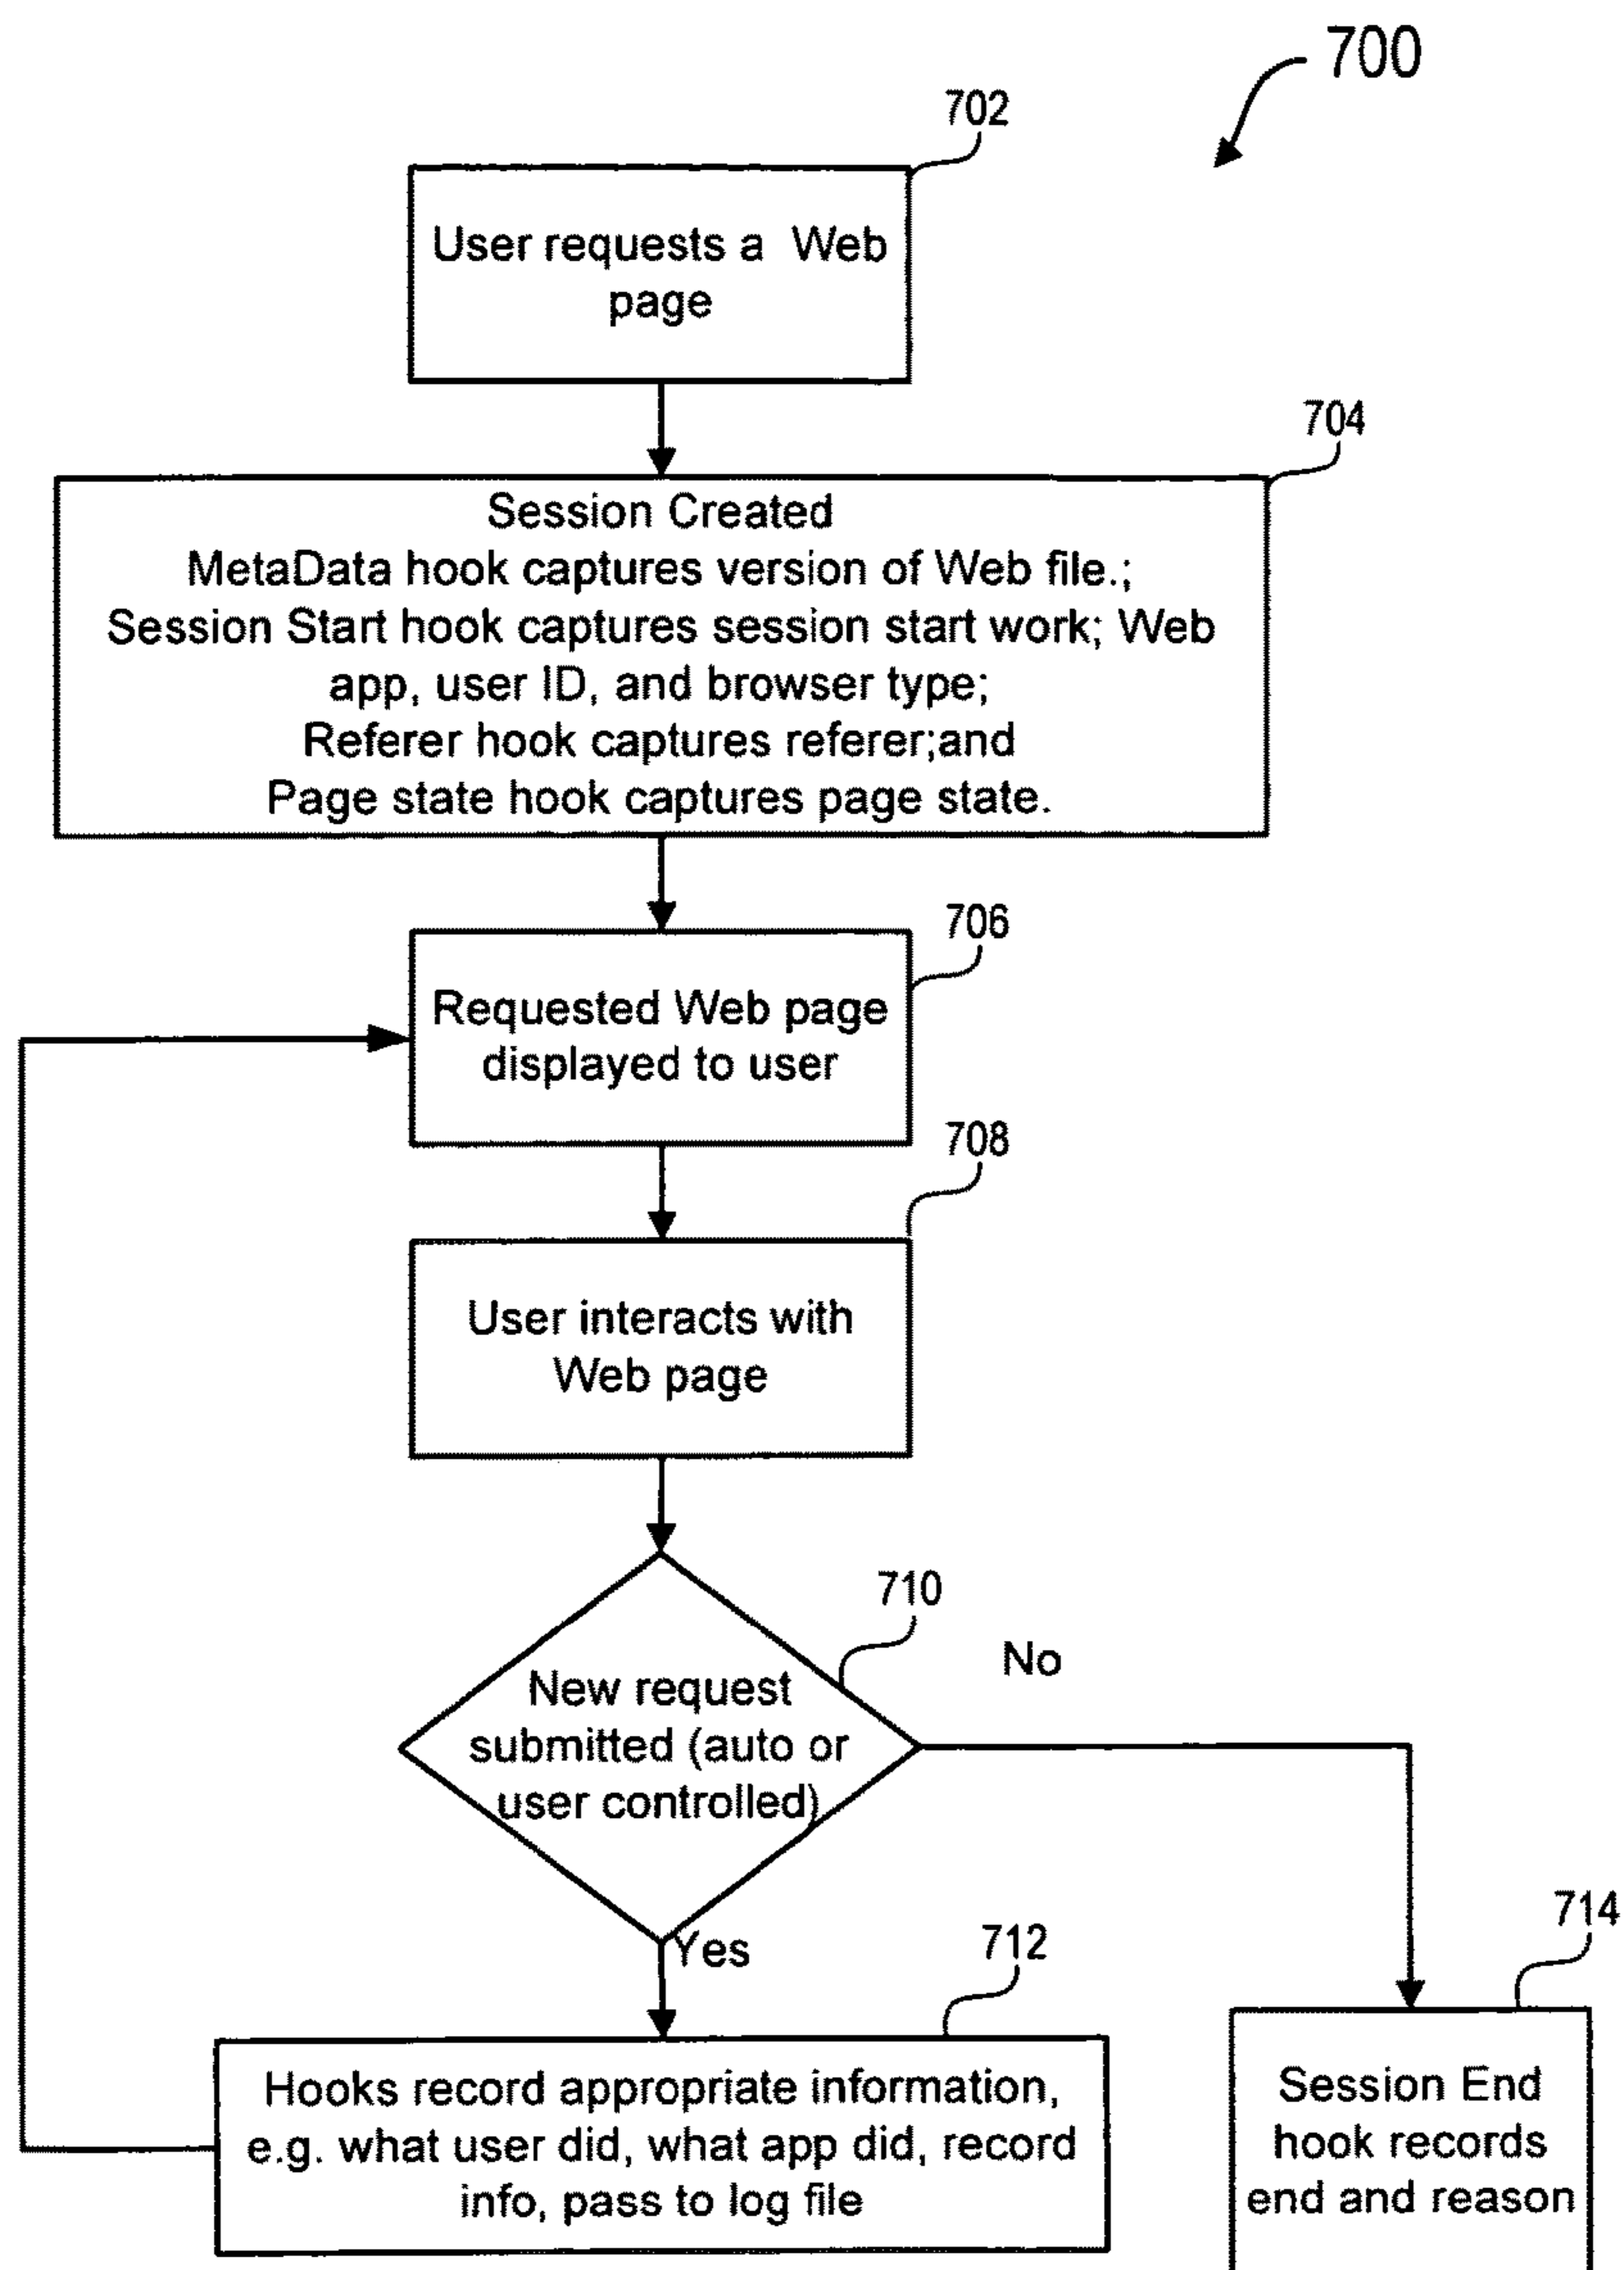 700
702
User requests a Web
page
704
Session Created
MetaData hook captures version of Web file.;
Session Start hook captures session start work; Web
app, user ID, and browser type;
Referer hook captures referer;and
Page state hook captures page state.
706
Requested Web page
displayed to user
708
User interacts with
Web page
710
No
New request
submitted (auto or
user controlled)
Yes
712
714
Hooks record appropriate information,
e.g. what user did, what app did, record
info, pass to log file
Session End
hook records
end and reason